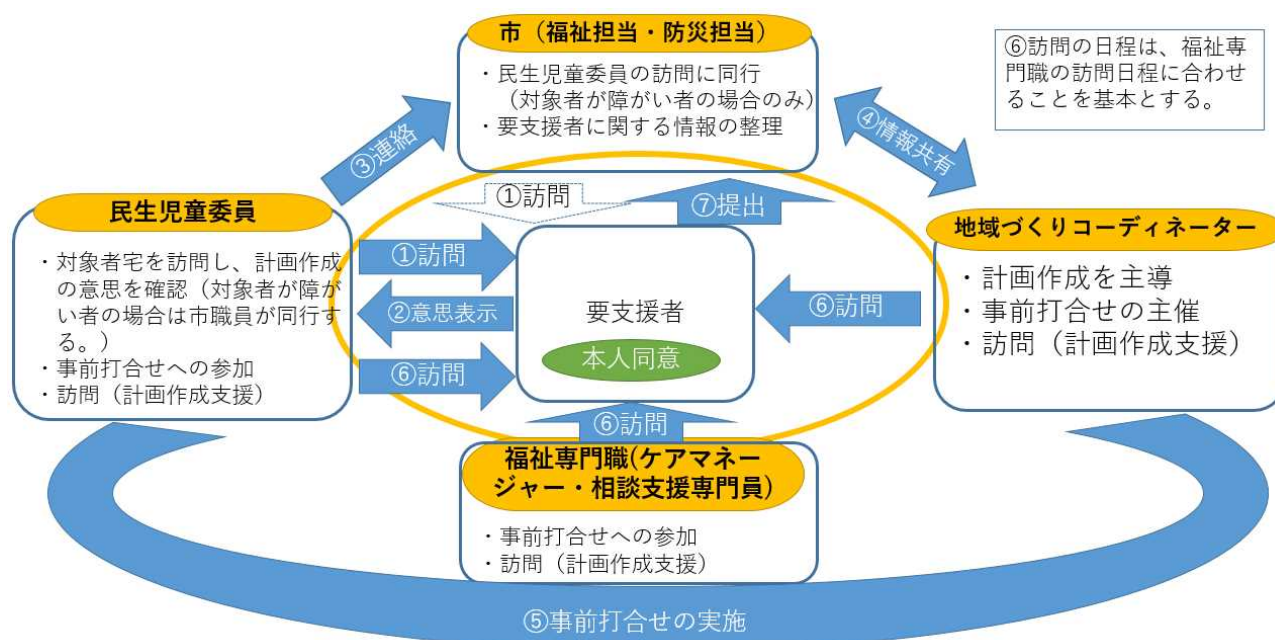 市（福祉担当・防災担当）
・民生児童委員の訪問に同行
（対象者が障がい者の場合のみ）
・要支援者に関する情報の整理
⑥訪問の日程は、福祉専
門職の訪問日程に合わせ
ることを基本とする。
③連絡
④情報共有
民生児童委員
・対象者宅を訪問し、計画作成
の意思を確認（対象者が障が
い者の場合は市職員が同行す
る。）
・事前打合せへの参加
・訪問（計画作成支援）
①訪問
⑦提出
①訪問
②意思表示
⑥訪問
要支援者
本人同意
⑥訪問
地域づくりコーディネーター
・計画作成を主導
・事前打合せの主催
・訪問（計画作成支援）
⑥訪問
福祉専門職(ケアマネー
ジャー・相談支援専門員)
・事前打合せへの参加
・訪問（計画作成支援）
⑤事前打合せの実施